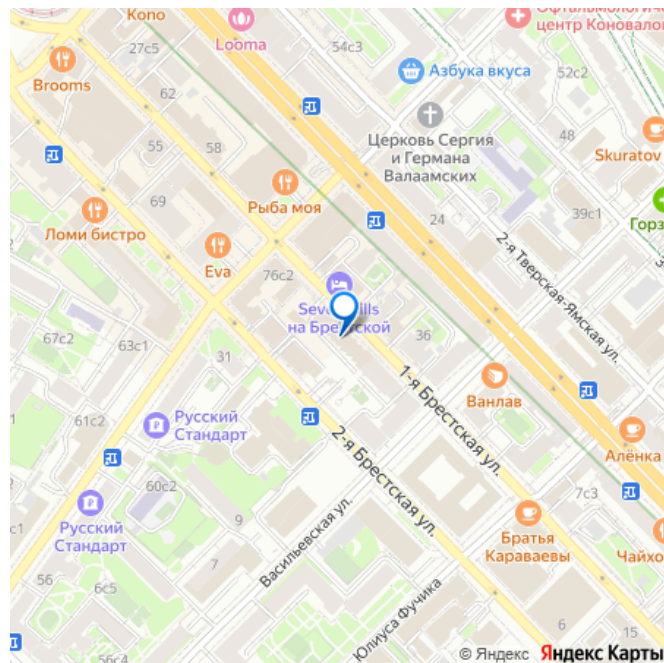 Kono
Looma
Офтальмологиче
центр Коновало
27с5
54с3
Brooms
Азбука вкуса
52с2
62
Церковь Сергия
и Германа
Валаамских
48
Skuratov
55
58
Рыба моя
69
24
39с1
Горз
Ломи бистро
Eva
2-я Тверская-Ямская ул.
76с2
Seven Hills
на Брестской
67с2
63с1
36
31
1-я Брестская ул.
Ванлав
61с2
Русский
Стандарт
2-я Брестская ул.
Алёнка
60с2
7с3
с1
9
Русский
Стандарт
Васильевская ул.
Братья
Караваевы
Чайхо
7
56
6с5
Юлиуса Фучика
6
15
© Яндекс Яндекс Карты